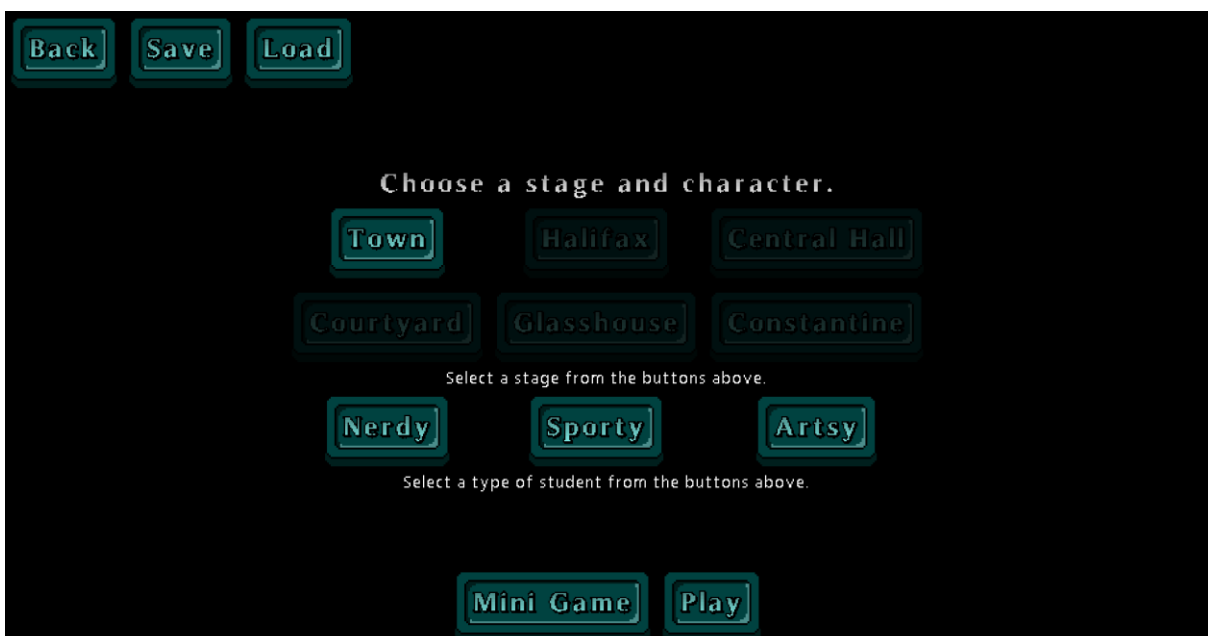 Back Save Load
Choose a stage and character.
Town Halifax Central Hall
Courtyard Glasshouse Constantine
Select a stage from the buttons above.
Nerdy Sporty Artsy
Select a type of student from the buttons above.
Mini Game Play